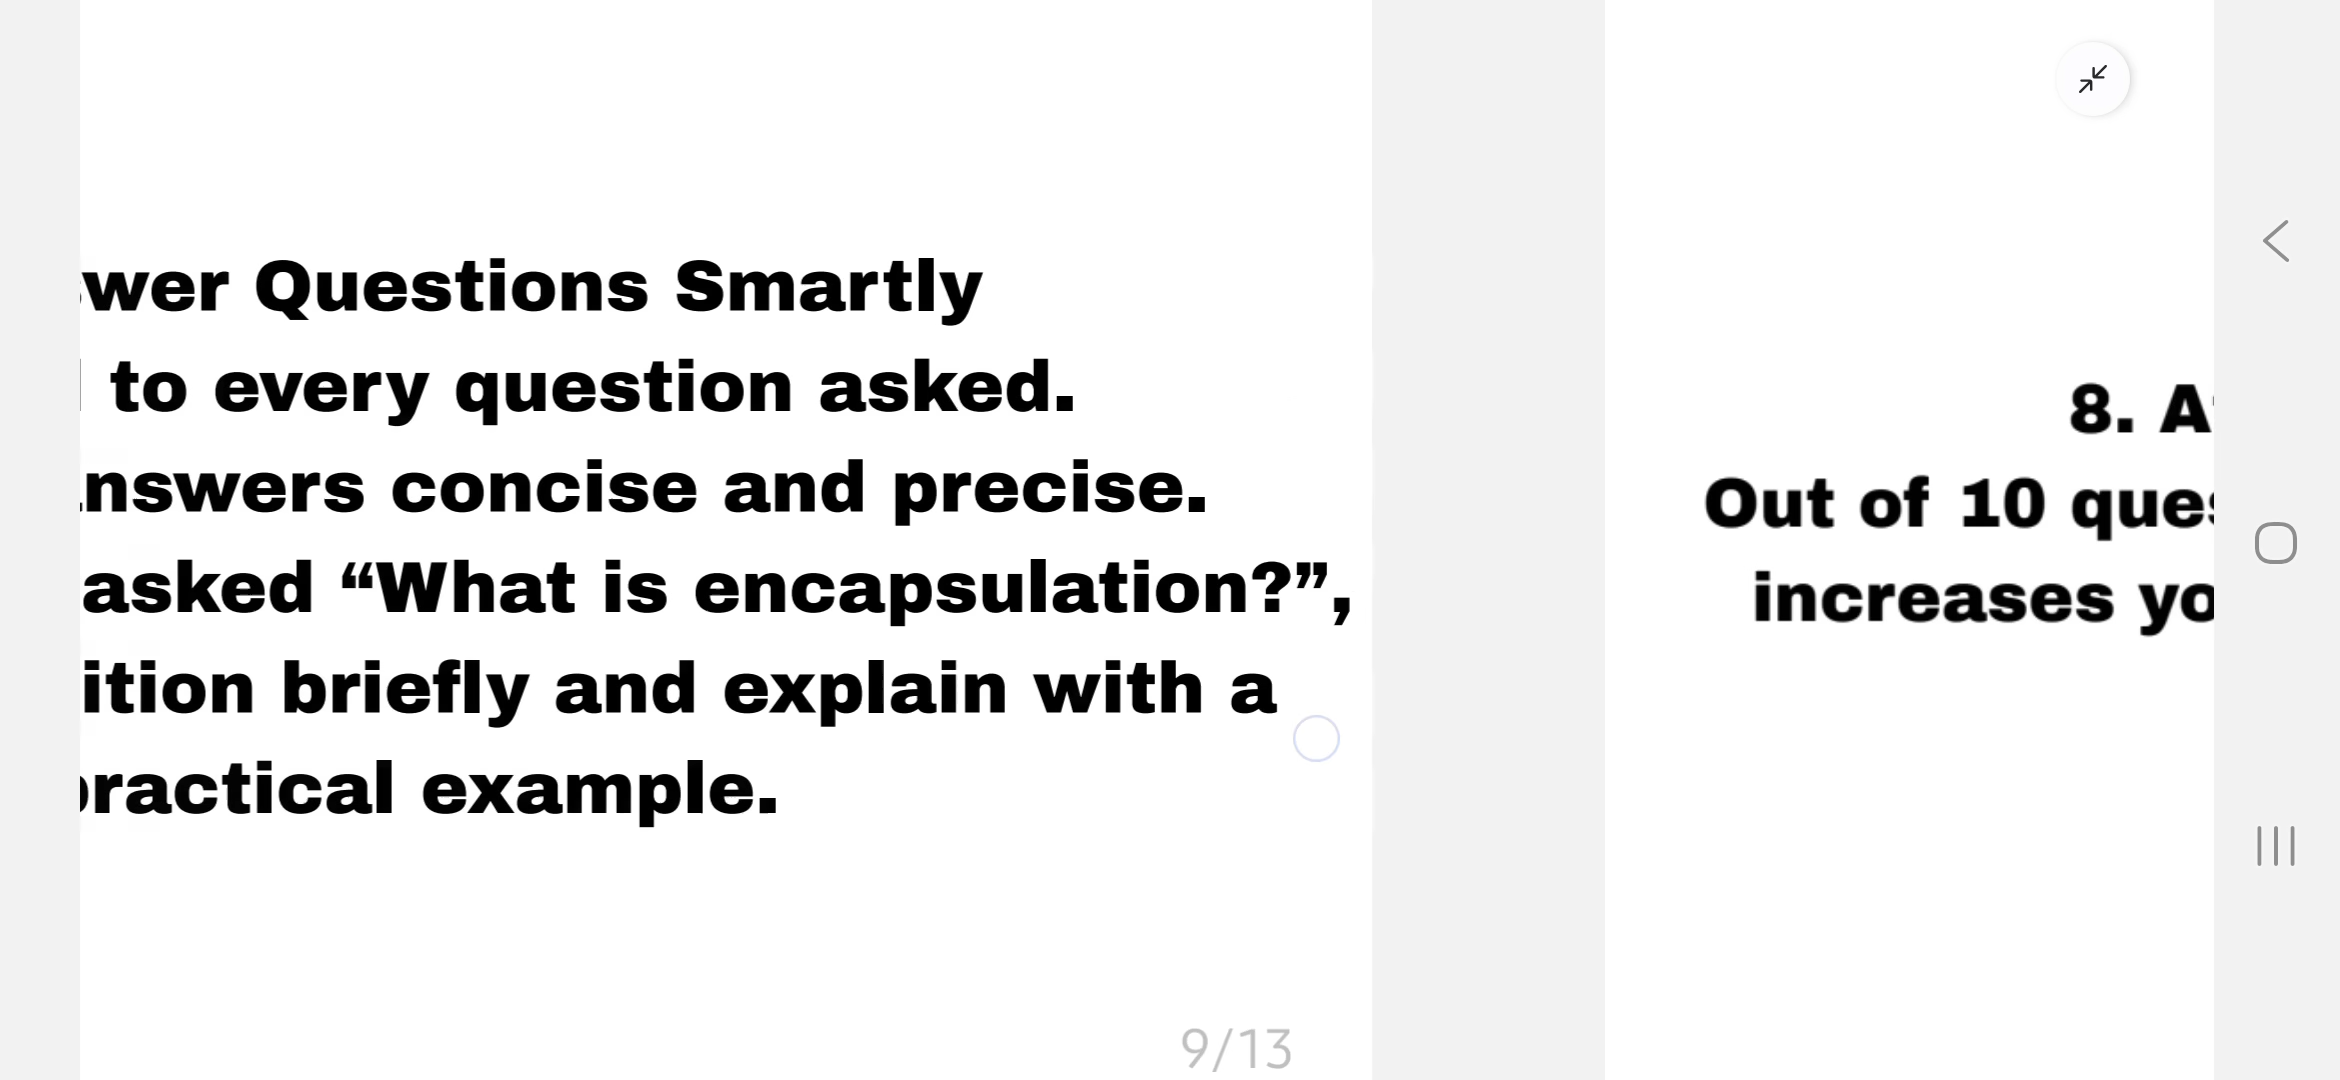 wer Questions Smartly
to every question asked.
nswers concise and precise.
asked “What is encapsulation?”,
ition briefly and explain with a
ractical example.
9/13
8. A
Out of 10 ques
increases yo